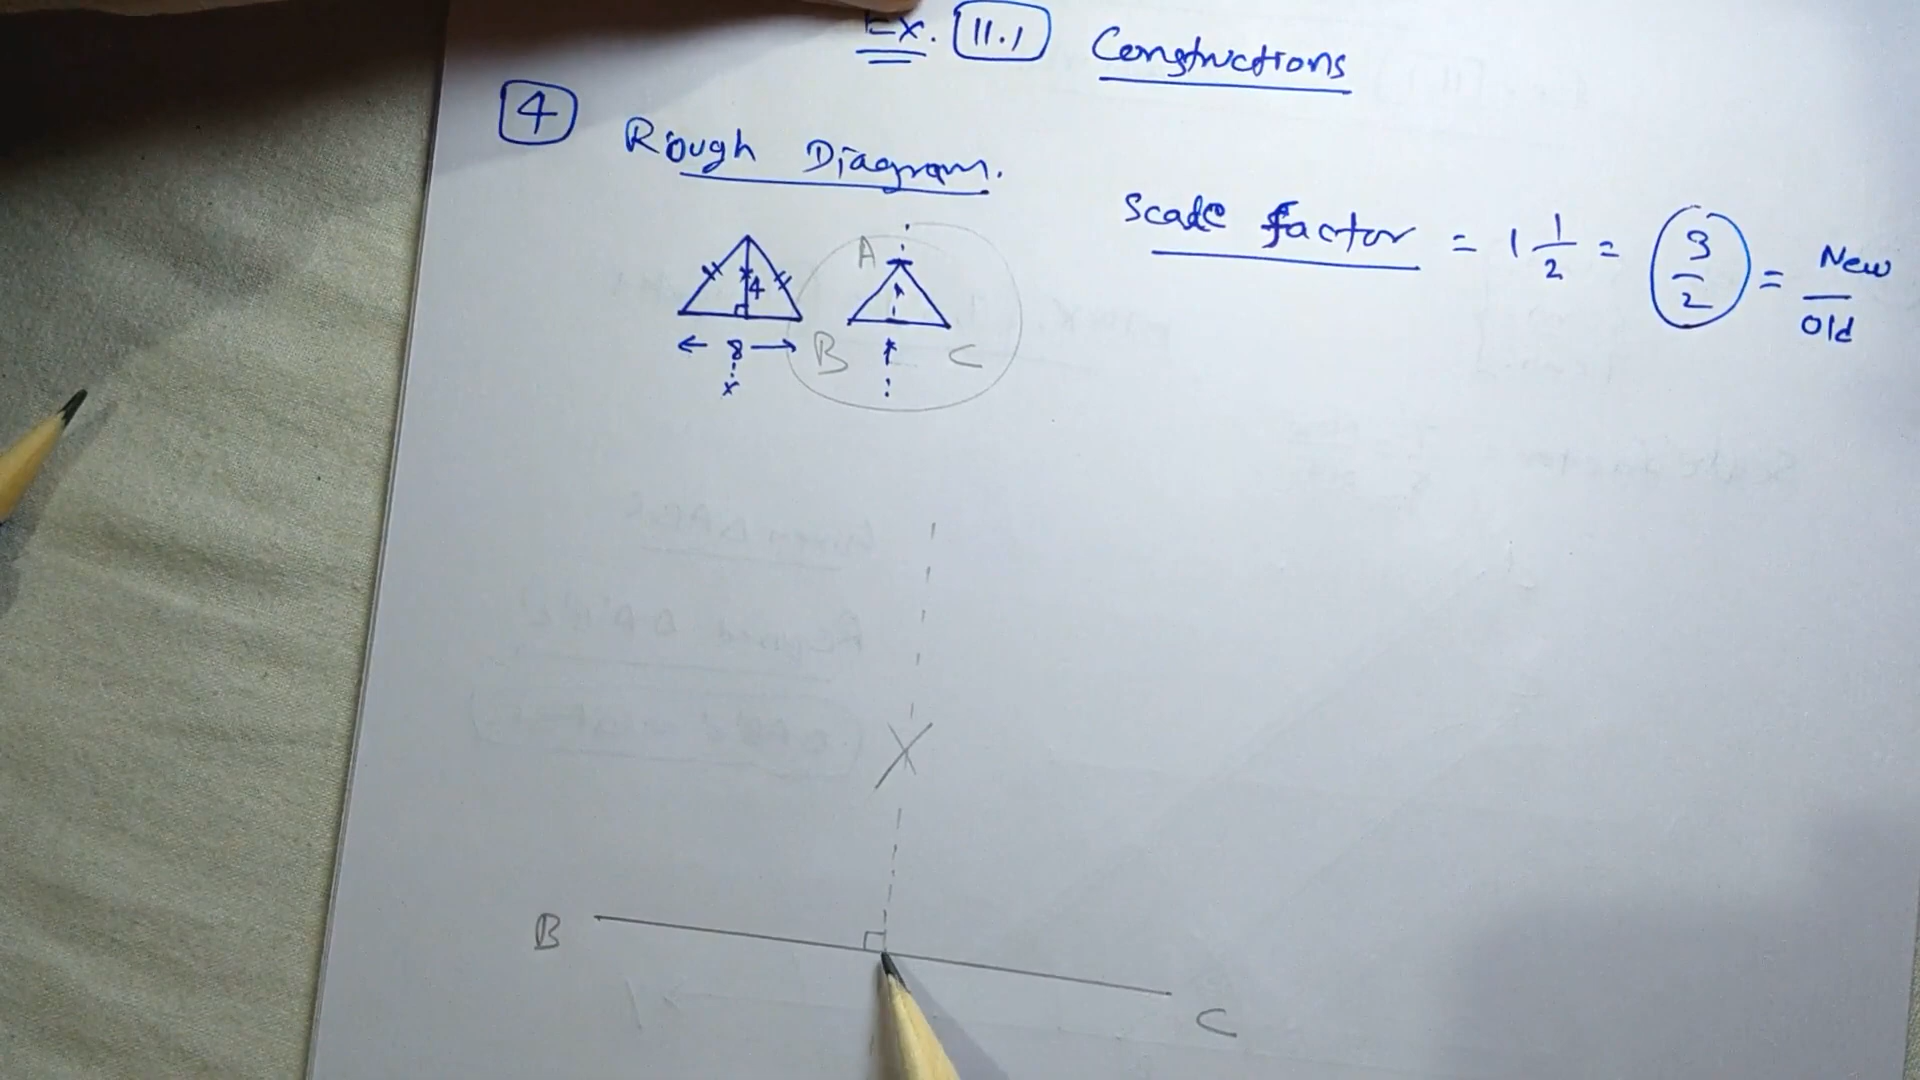 Ex. 11.1 Constructions
4 Rough Diagram.
Scale factor = 1 1/2 = 3/2 = New/Old
4
A
8
B C
x
B
C